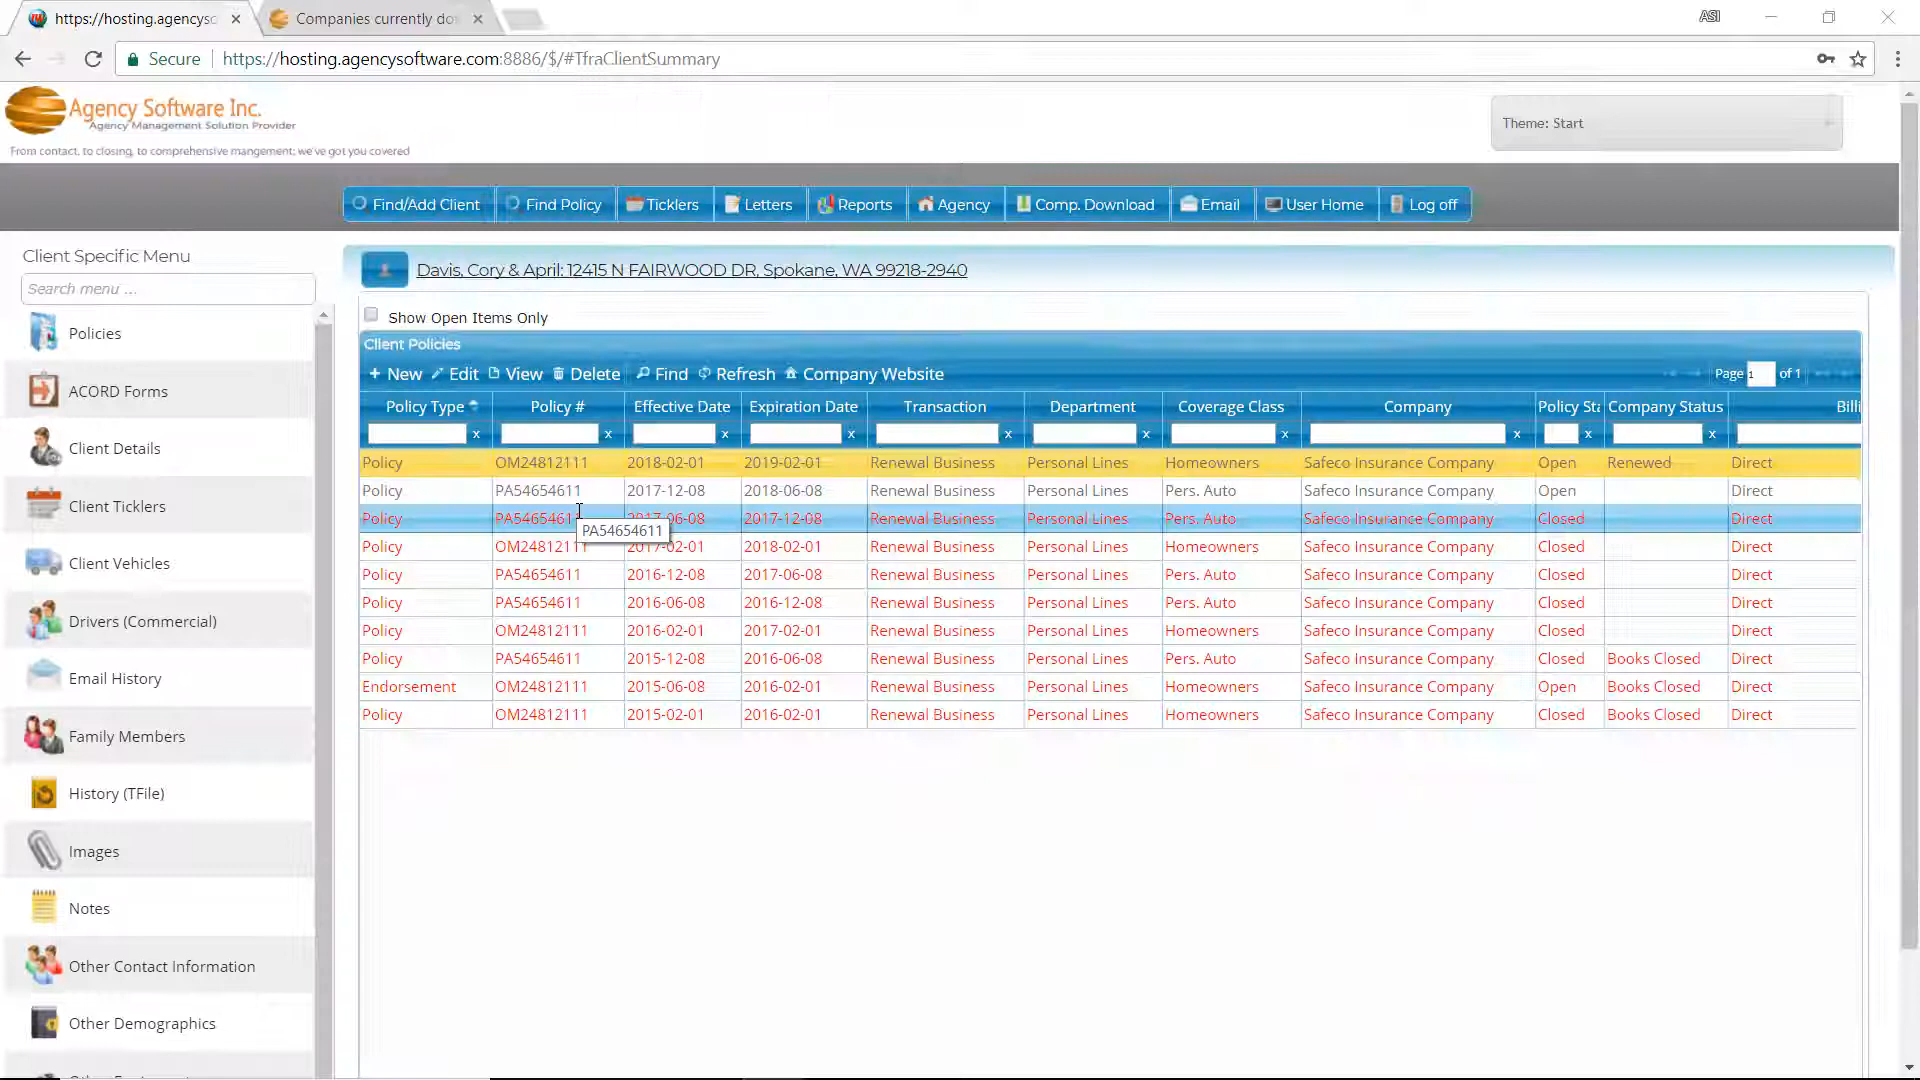 https://hosting.agencysc
Companies currently do
ASI
Secure https://hosting.agencysoftware.com:8886/$/#TfraClientSummary
Agency Software Inc.
Agency Management Solution Provider
From contact, to closing, to comprehensive mangement; we've got you covered
Theme: Start
Find/Add Client Find Policy Ticklers Letters Reports Agency Comp. Download Email User Home Log off
Client Specific Menu
Search menu ...
Policies
ACORD Forms
Client Details
Client Ticklers
Client Vehicles
Drivers (Commercial)
Email History
Family Members
History (TFile)
Images
Notes
Other Contact Information
Other Demographics
Davis, Cory & April: 12415 N FAIRWOOD DR, Spokane, WA 99218-2940
Show Open Items Only
Client Policies
+ New Edit View Delete Find Refresh Company Website Page 1 of 1
Policy Type Policy # Effective Date Expiration Date Transaction Department Coverage Class Company Policy Sta Company Status Billi
x x x x x x x x x x
Policy OM24812111 2018-02-01 2019-02-01 Renewal Business Personal Lines Homeowners Safeco Insurance Company Open Renewed Direct
Policy PA54654611 2017-12-08 2018-06-08 Renewal Business Personal Lines Pers. Auto Safeco Insurance Company Open Direct
Policy PA54654611 2017-06-08 2017-12-08 Renewal Business Personal Lines Pers. Auto Safeco Insurance Company Closed Direct
PA54654611
Policy OM24812111 2017-02-01 2018-02-01 Renewal Business Personal Lines Homeowners Safeco Insurance Company Closed Direct
Policy PA54654611 2016-12-08 2017-06-08 Renewal Business Personal Lines Pers. Auto Safeco Insurance Company Closed Direct
Policy PA54654611 2016-06-08 2016-12-08 Renewal Business Personal Lines Pers. Auto Safeco Insurance Company Closed Direct
Policy OM24812111 2016-02-01 2017-02-01 Renewal Business Personal Lines Homeowners Safeco Insurance Company Closed Direct
Policy PA54654611 2015-12-08 2016-06-08 Renewal Business Personal Lines Pers. Auto Safeco Insurance Company Closed Books Closed Direct
Endorsement OM24812111 2015-06-08 2016-02-01 Renewal Business Personal Lines Homeowners Safeco Insurance Company Open Books Closed Direct
Policy OM24812111 2015-02-01 2016-02-01 Renewal Business Personal Lines Homeowners Safeco Insurance Company Closed Books Closed Direct